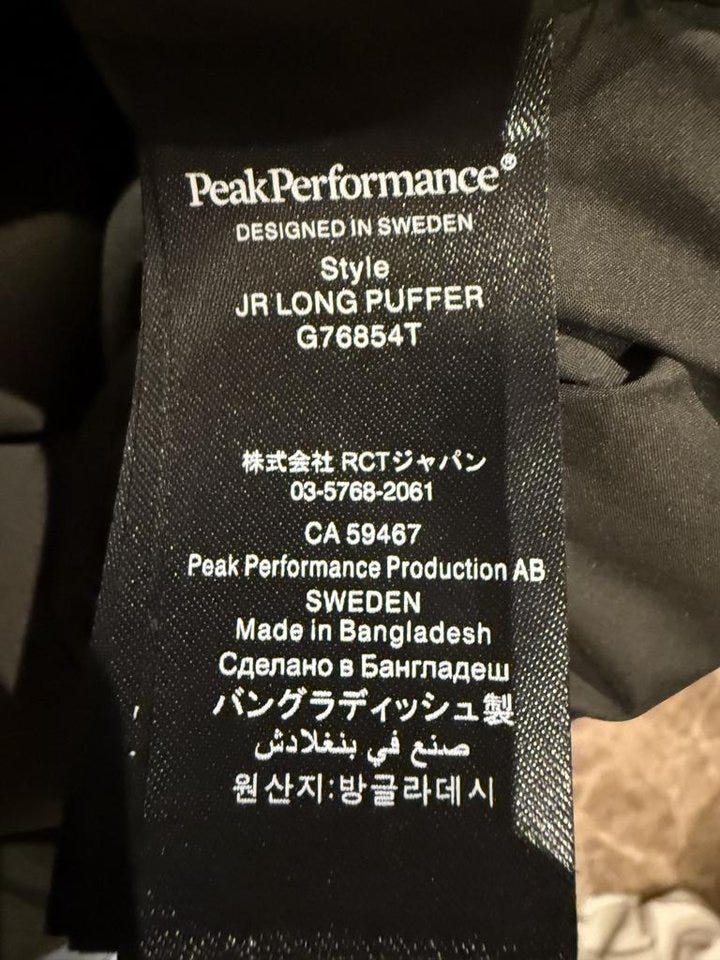 PeakPerformance®
DESIGNED IN SWEDEN
Style
JR LONG PUFFER
G76854T
株式会社 RCTジャパン
03-5768-2061
CA 59467
Peak Performance Production AB
SWEDEN
Made in Bangladesh
Сделано в Бангладеш
バングラディッシュ製
صنع في بنغلادش
원산지:방글라데시